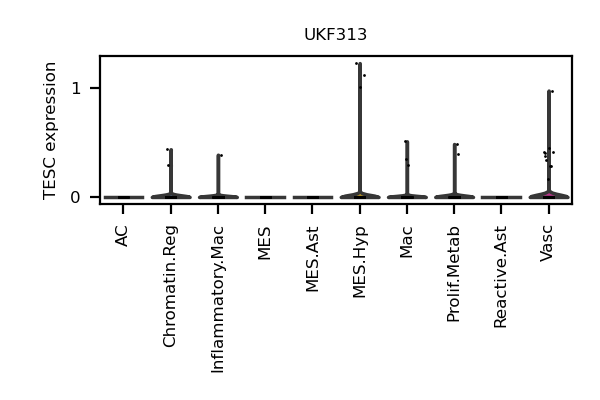 UKF313
TESC expression
1
0
AC
Chromatin.Reg
Inflammatory.Mac
MES
MES.Ast
MES.Hyp
Mac
Prolif.Metab
Reactive.Ast
Vasc